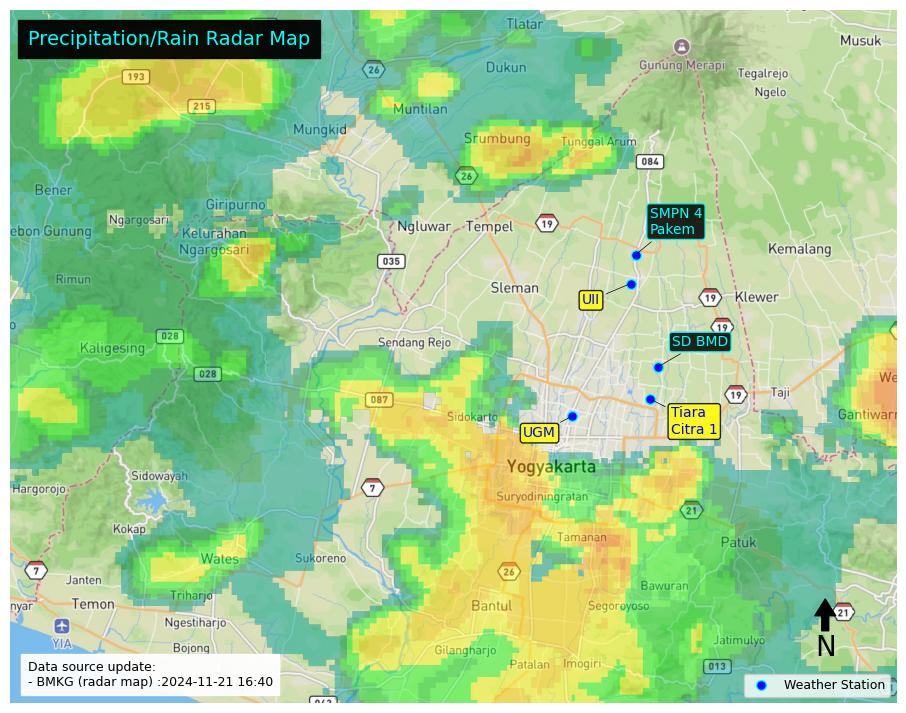 Precipitation/Rain Radar Map
Tlatar
Musuk
26
Dukun
Gunung Merapi
Tegalrejo
193
Ngelo
215
Muntilan
Mungkid
Srumbung
Tunggal Arum
084
26
Bener
Giripurno
SMPN 4
Pakem
Ngargosari
Ngluwar
Tempel
19
ebon Gunung
Kelurahan
Ngargosari
Kemalang
035
Rimun
Sleman
UII
19
Klewer
19
028
Kaligesing
Sendang Rejo
SD BMD
028
We
087
19
Taji
Sidokarto
Tiara
Citra 1
Gantiwarn
UGM
Yogyakarta
Sidowayah
Hargorojo
7
Suryodiningratan
21
Kokap
Tamanan
Patuk
Wates
Sukoreno
7
26
Janten
Bawuran
Triharjo
nyar
Temon
Bantul
Segoroyoso
21
Ngestiharjo
YIA
N
Jatimulyo
Bojong
Gilangharjo
Patalan
Imogiri
013
Data source update:
- BMKG (radar map) :2024-11-21 16:40
Weather Station